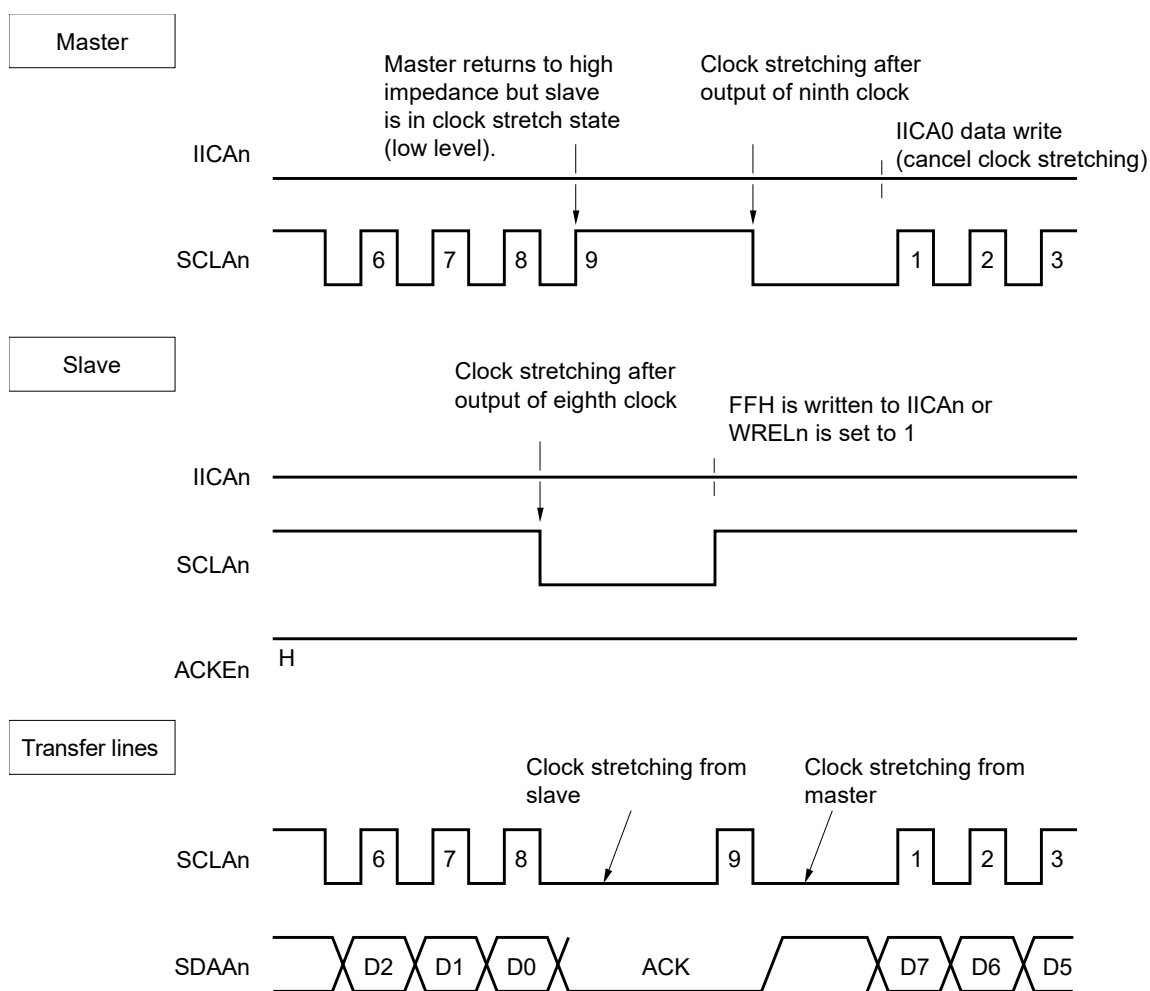 Master
Master returns to high
impedance but slave
is in clock stretch state
(low level).
Clock stretching after
output of ninth clock
IICA0 data write
(cancel clock stretching)
IICAn
SCLAn
6 7 8 9 1 2 3
Slave
Clock stretching after
output of eighth clock
FFH is written to IICAn or
WRELn is set to 1
IICAn
SCLAn
H
ACKEn
Transfer lines
Clock stretching from
slave
Clock stretching from
master
SCLAn
6 7 8 9 1 2 3
SDAAn
D2 D1 D0 ACK D7 D6 D5